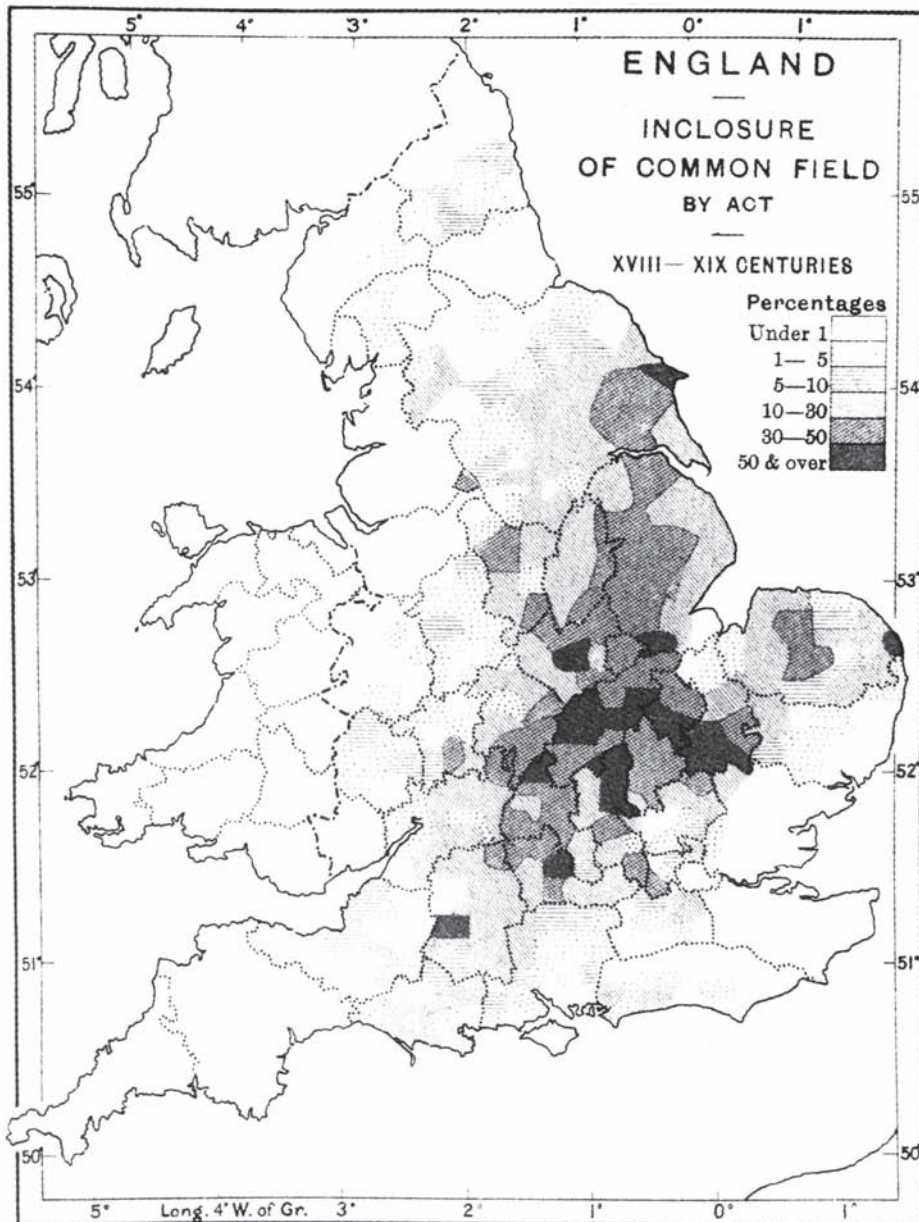 5° 4° 3° 2° 1° 0° 1°
ENGLAND
INCLOSURE
OF COMMON FIELD
BY ACT
XVIII— XIX CENTURIES
Percentages
Under 1
1— 5
5—10
10—30
30—50
50 & over
55° 55°
54° 54°
53° 53°
52° 52°
51° 51°
50° 50°
5° Long. 4° W. of Gr. 3° 2° 1° 0° 1°